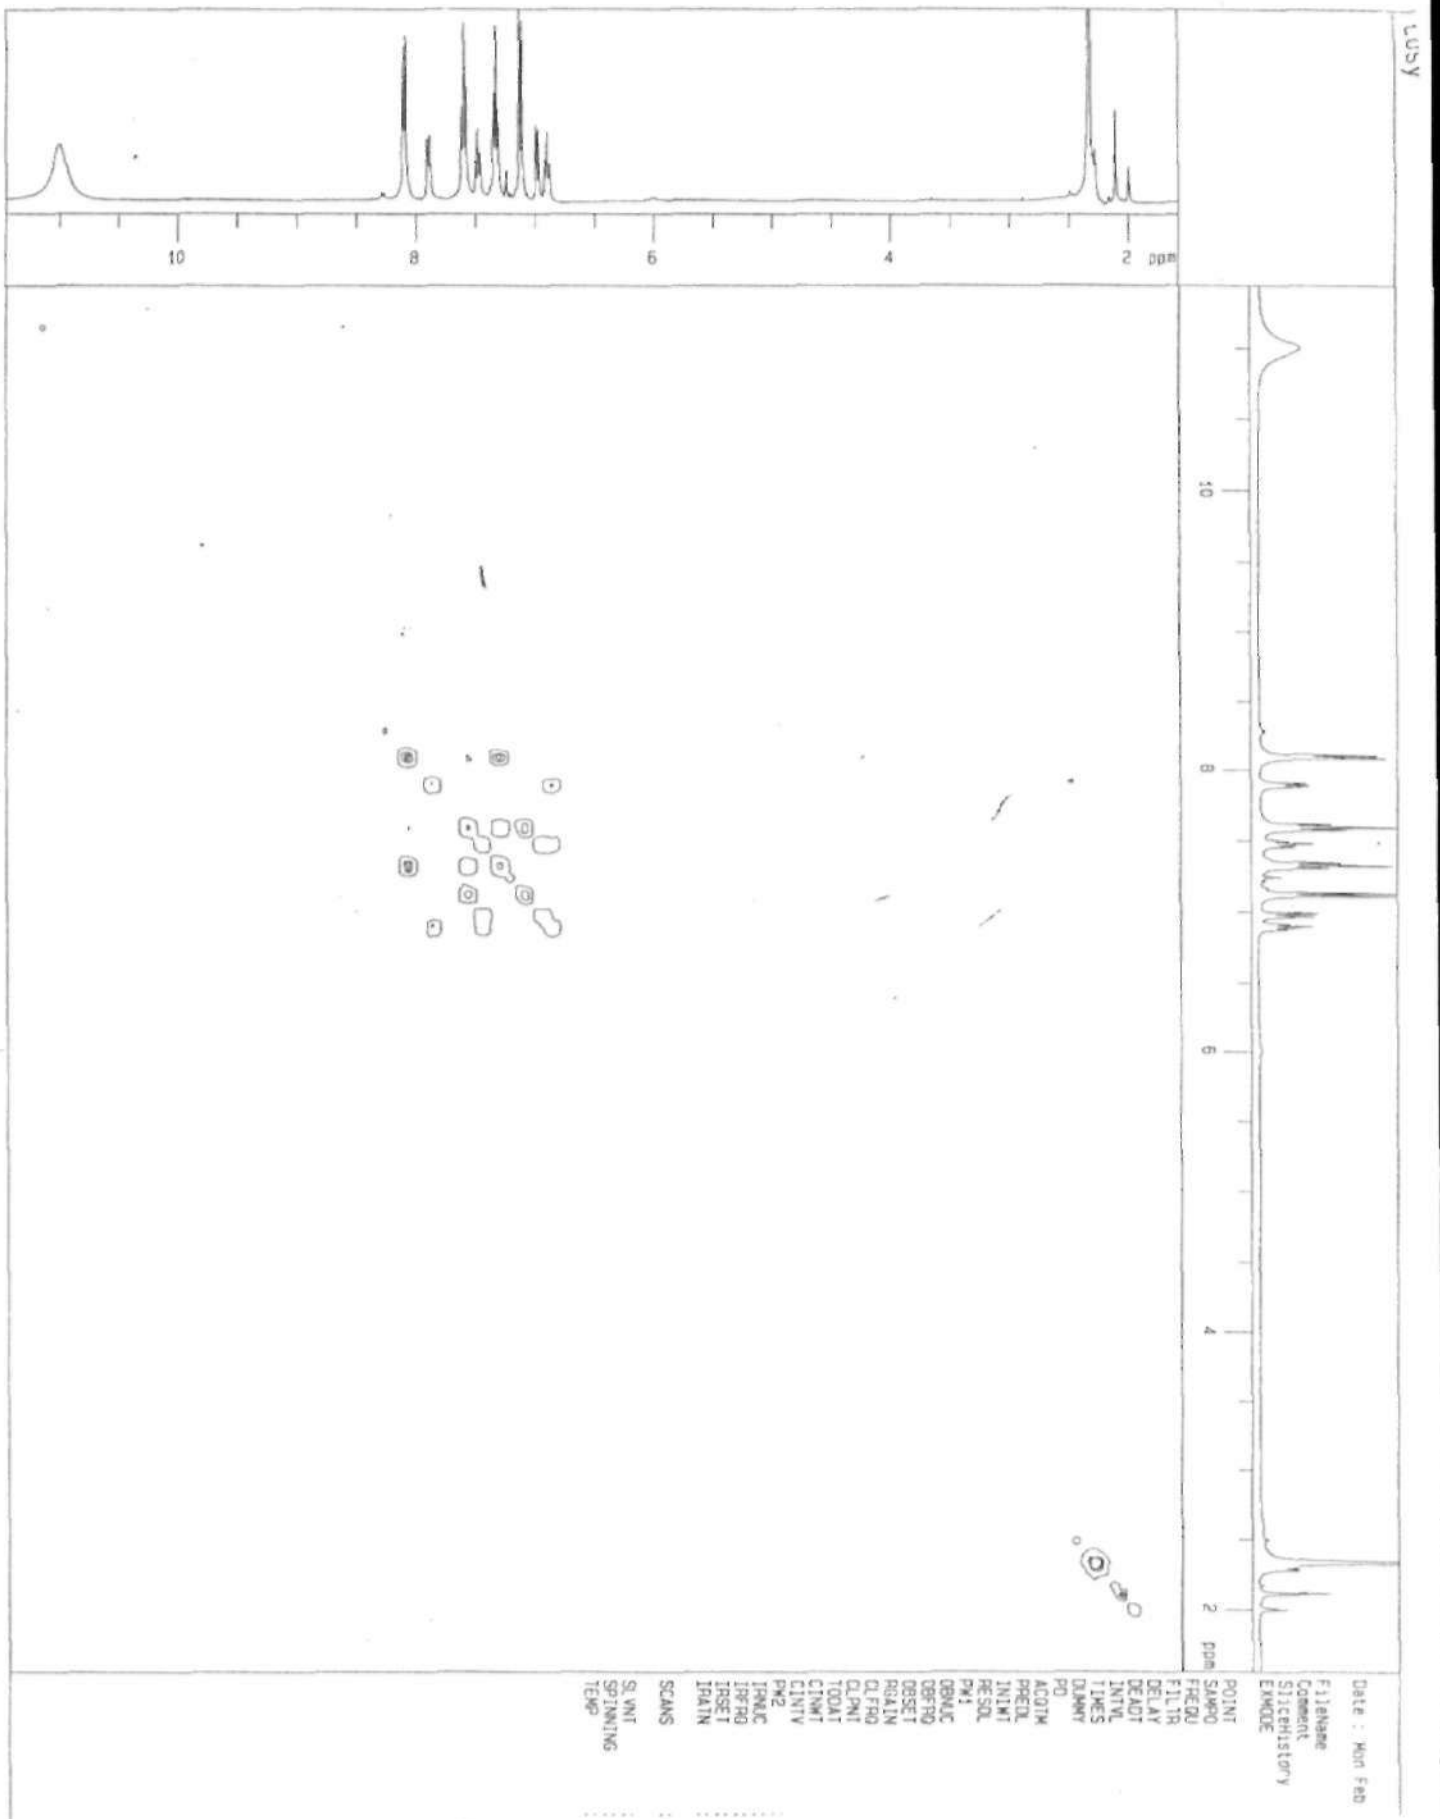 10 8 6 4 2 ppm
10
8
6
4
2
ppm
Date : Mon Feb
FileName
Comment
SliceHistory
EXMODE
POINT
SAMPO
FREQU
FILTR
DELAY
DEADT
INTVL
TIMES
DUMMY
PD
ACQTM
PREDL
INIWT
RESOL
PW1
OBNUC
OBFRQ
OBSET
RGAIN
CLFRQ
CLPNT
TODAT
CINWT
CINTV
PW2
IRNUC
IRFRQ
IRSET
IRATN
SCANS
SLVNT
SPINNING
TEMP